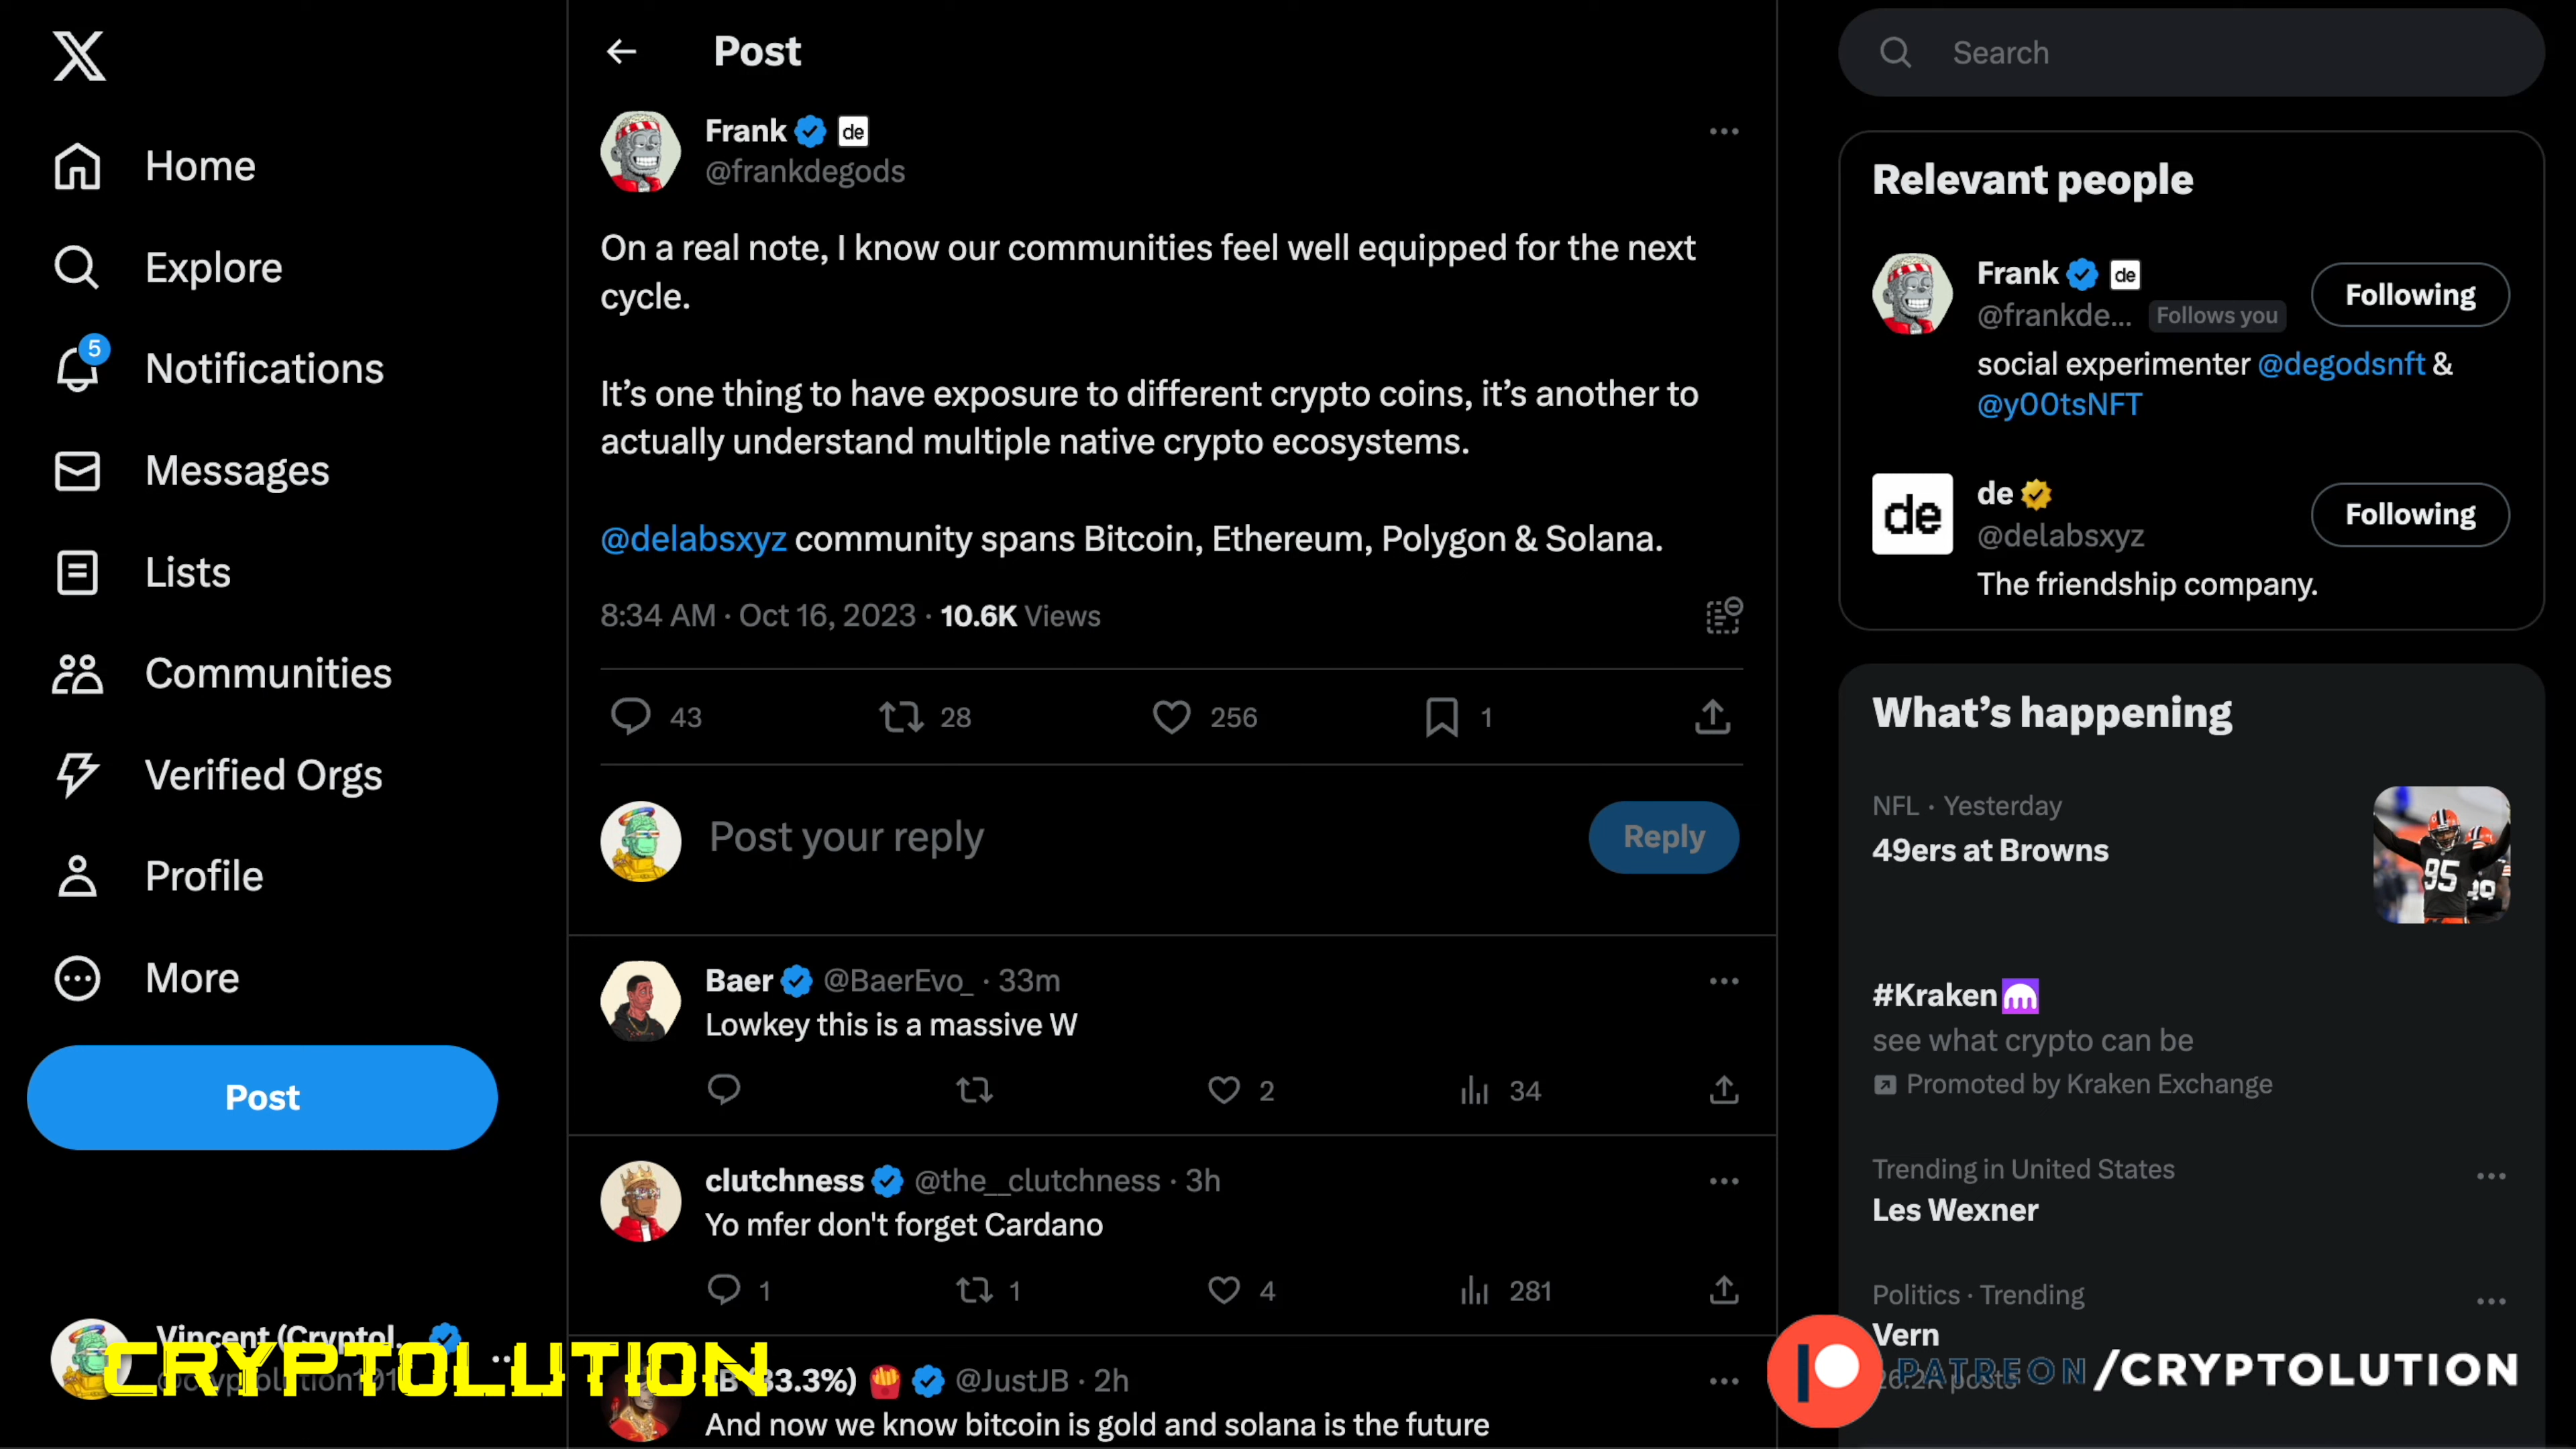 X
Home
Explore
5
Notifications
Messages
Lists
Communities
Verified Orgs
Profile
More
Post
Vincent (Cryptol...
CRYPTOLUTION
Post
Frank de
@frankdegods
On a real note, I know our communities feel well equipped for the next
cycle.
It’s one thing to have exposure to different crypto coins, it’s another to
actually understand multiple native crypto ecosystems.
@delabsxyz community spans Bitcoin, Ethereum, Polygon & Solana.
8:34 AM · Oct 16, 2023 · 10.6K Views
43 28 256 1
Post your reply
Reply
Baer @BaerEvo_ · 33m
Lowkey this is a massive W
2 34
clutchness @the__clutchness · 3h
Yo mfer don't forget Cardano
1 1 4 281
33.3%) @JustJB · 2h
And now we know bitcoin is gold and solana is the future
Search
Relevant people
Frank de
@frankde... Follows you
Following
social experimenter @degodsnft &
@y00tsNFT
de
de
@delabsxyz
Following
The friendship company.
What’s happening
NFL · Yesterday
49ers at Browns
95
#Kraken
see what crypto can be
Promoted by Kraken Exchange
Trending in United States
Les Wexner
Politics · Trending
Vern
26.2K posts
PATREON/CRYPTOLUTION